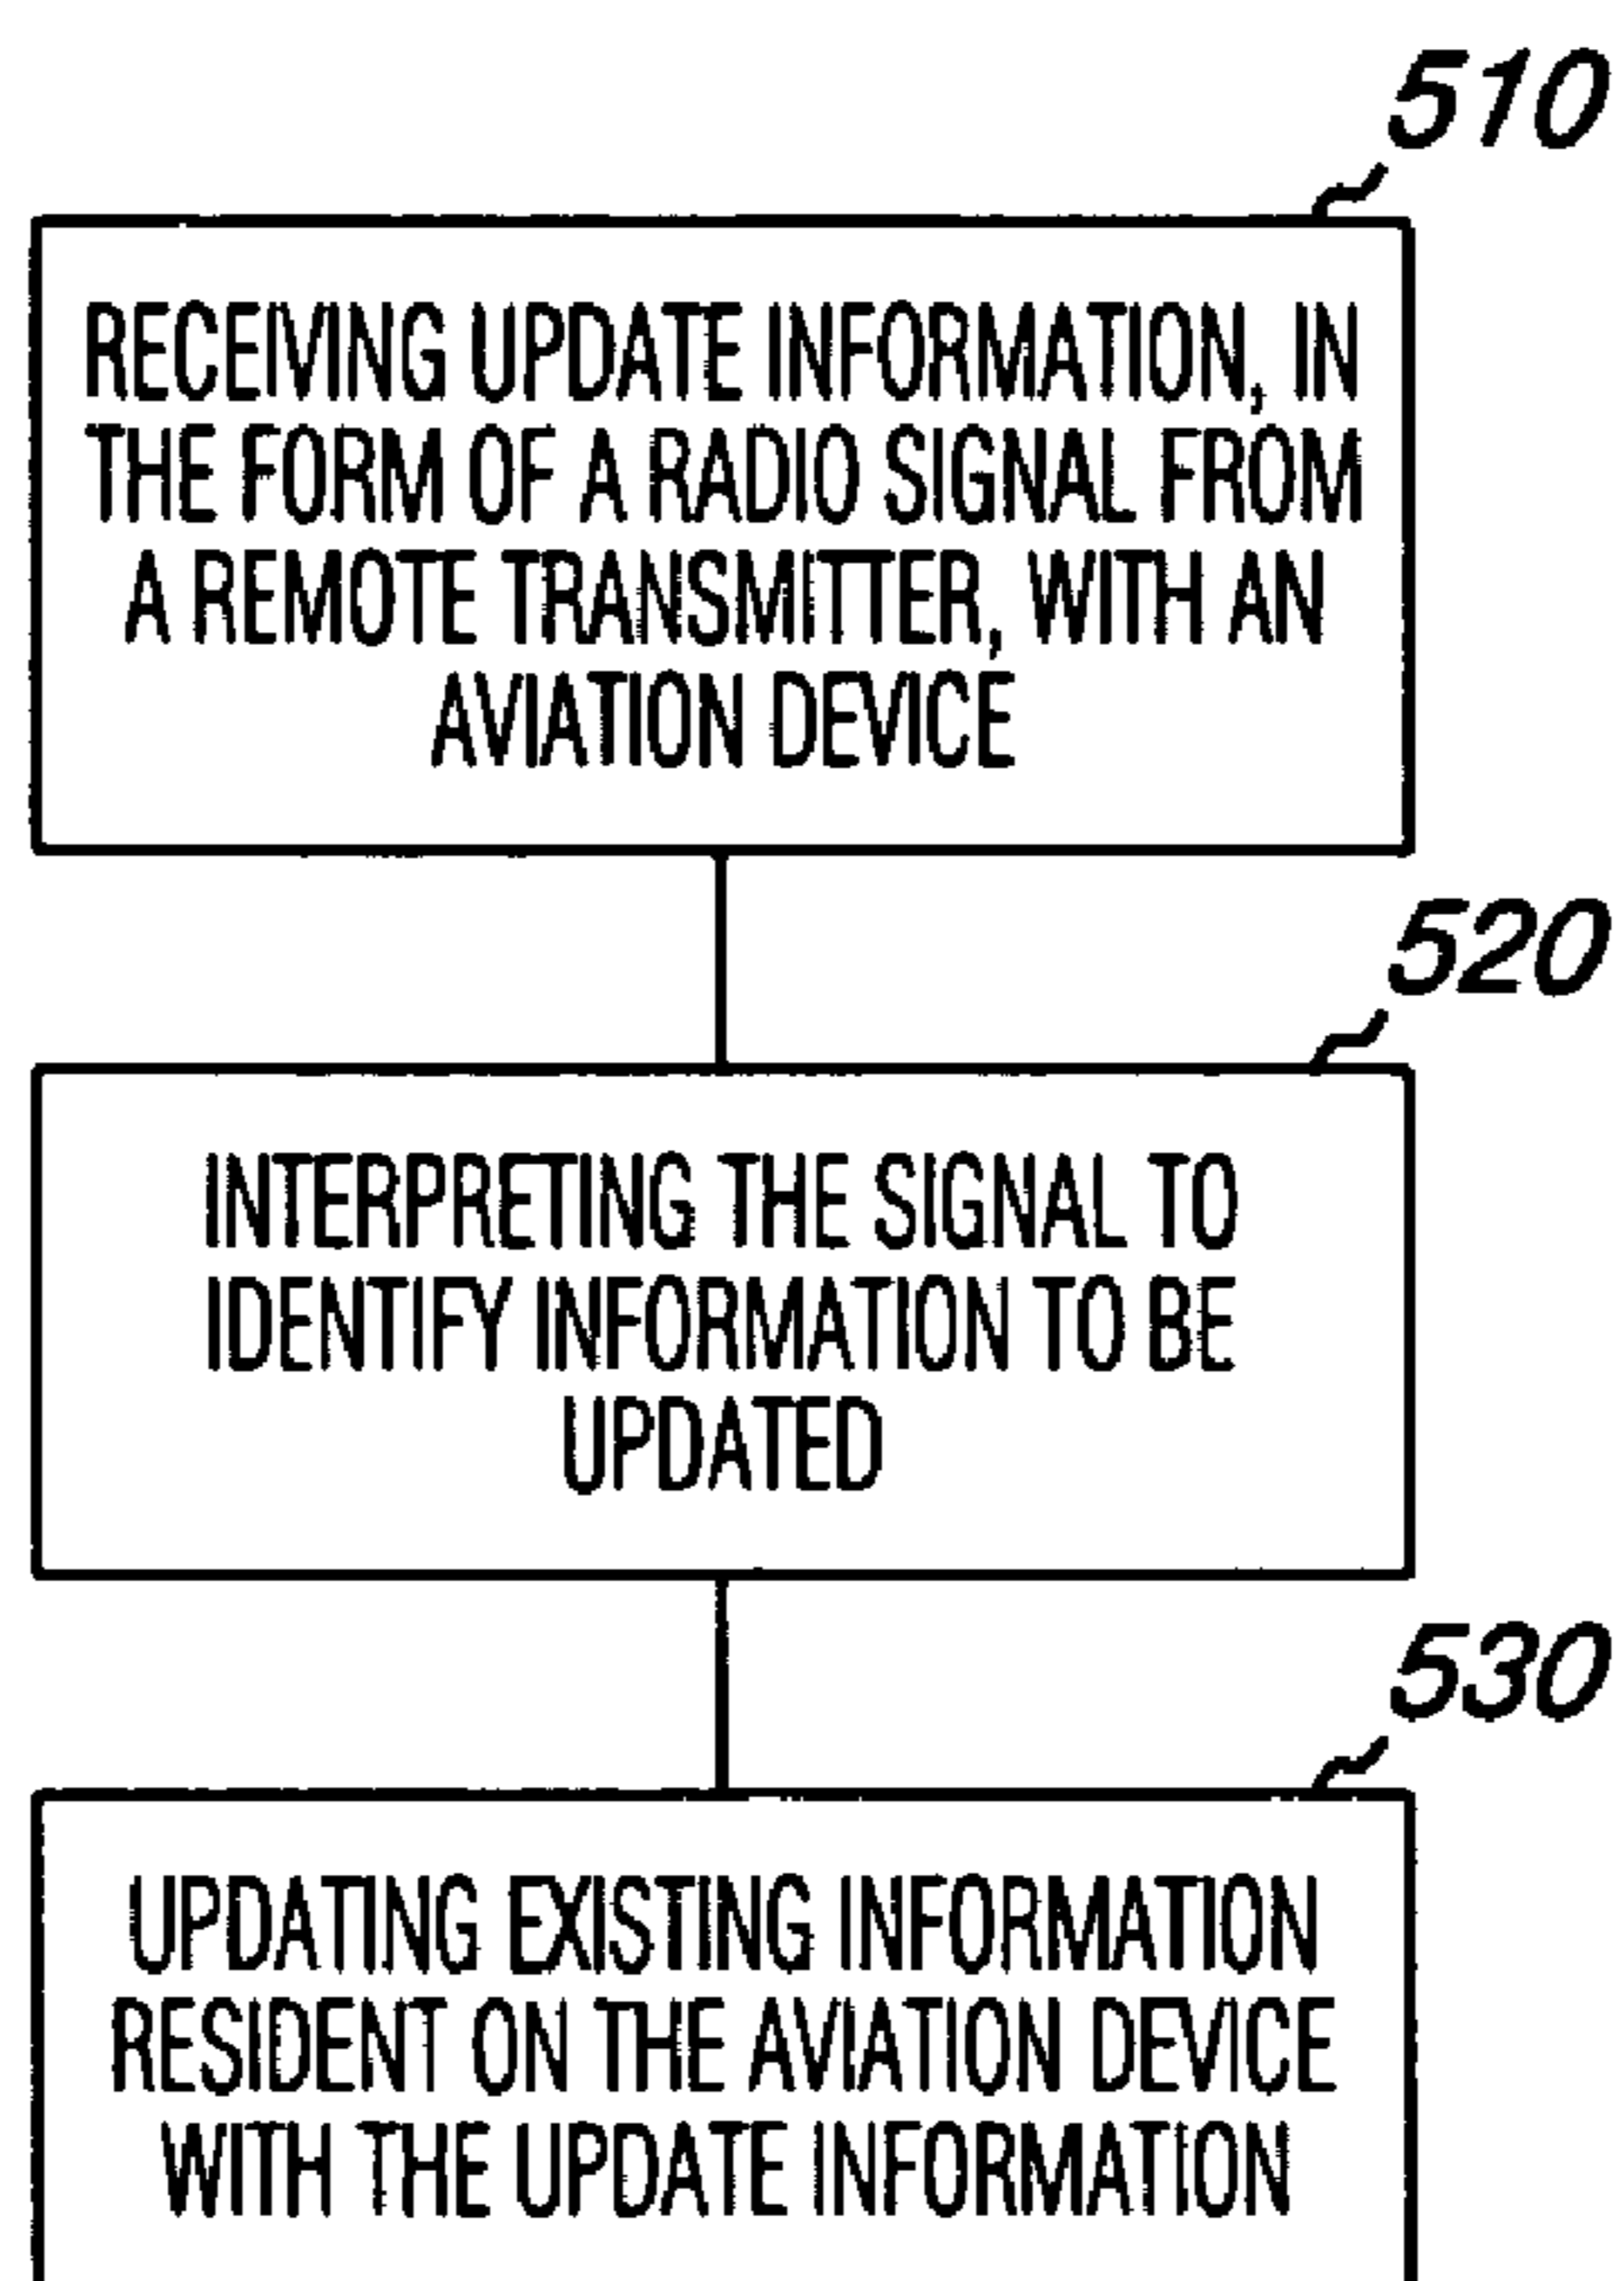 510
RECEIVING UPDATE INFORMATION, IN
THE FORM OF A RADIO SIGNAL FROM
A REMOTE TRANSMITTER, WITH AN
AVIATION DEVICE
520
INTERPRETING THE SIGNAL TO
IDENTIFY INFORMATION TO BE
UPDATED
530
UPDATING EXISTING INFORMATION
RESIDENT ON THE AVIATION DEVICE
WITH THE UPDATE INFORMATION